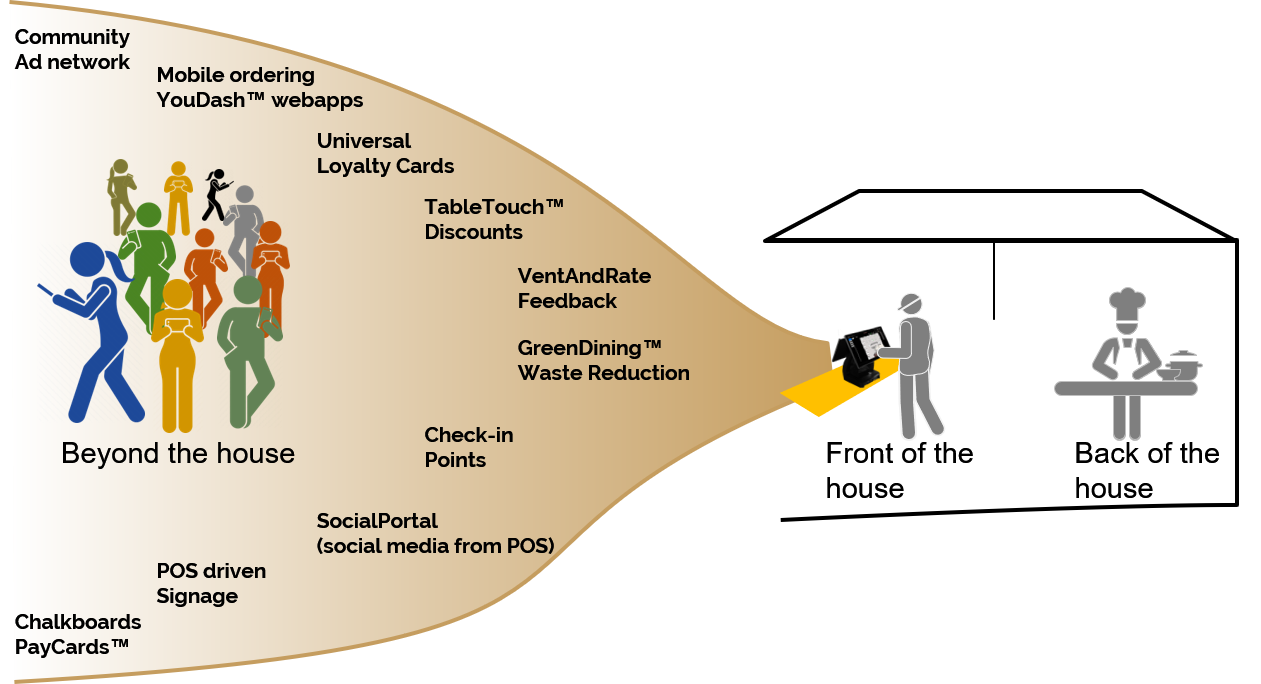 Community
Ad network
Mobile ordering
YouDash™ webapps
Universal
Loyalty Cards
TableTouch™
Discounts
VentAndRate
Feedback
GreenDining™
Waste Reduction
Check-in
Points
Beyond the house
Front of the
house
Back of the
house
SocialPortal
(social media from POS)
POS driven
Signage
Chalkboards
PayCards™